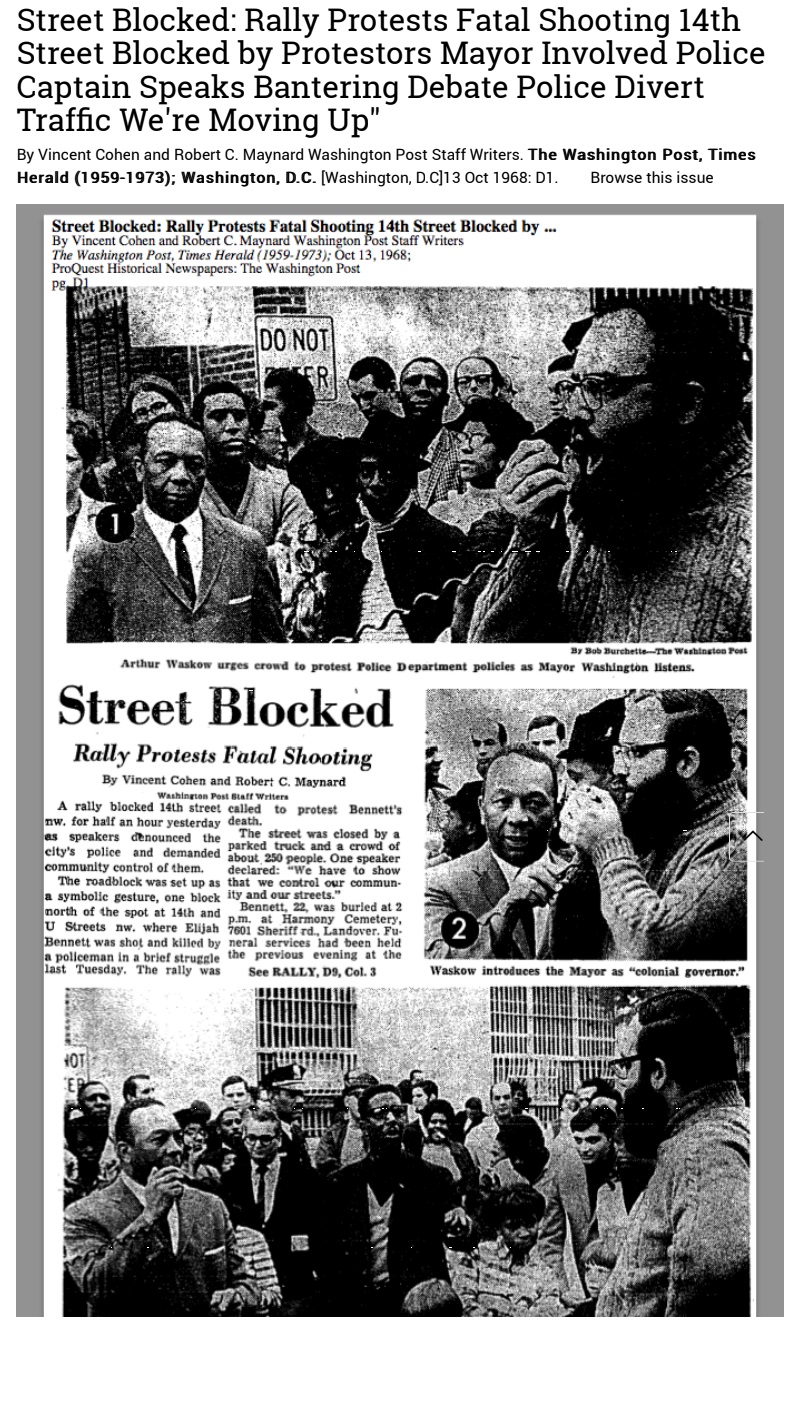 Street Blocked: Rally Protests Fatal Shooting 14th
Street Blocked by Protestors Mayor Involved Police
Captain Speaks Bantering Debate Police Divert
Traffic We're Moving Up"
By Vincent Cohen and Robert C. Maynard Washington Post Staff Writers. The Washington Post, Times
Herald (1959-1973); Washington, D.C. [Washington, D.C]13 Oct 1968: D1. Browse this issue
Street Blocked: Rally Protests Fatal Shooting 14th Street Blocked by ...
By Vincent Cohen and Robert C. Maynard Washington Post Staff Writers
The Washington Post, Times Herald (1959-1973); Oct 13, 1968;
ProQuest Historical Newspapers: The Washington Post
pg. D1
DO NOT
1
By Bob Burchette—The Washington Post
Arthur Waskow urges crowd to protest Police Department policies as Mayor Washington listens.
Street Blocked
Rally Protests Fatal Shooting
By Vincent Cohen and Robert C. Maynard
Washington Post Staff Writers
A rally blocked 14th street
nw. for half an hour yesterday
as speakers denounced the
city's police and demanded
community control of them.
The roadblock was set up as
a symbolic gesture, one block
north of the spot at 14th and
U Streets nw. where Elijah
Bennett was shot and killed by
a policeman in a brief struggle
last Tuesday. The rally was
called to protest Bennett's
death.
The street was closed by a
parked truck and a crowd of
about 250 people. One speaker
declared: "We have to show
that we control our commun-
ity and our streets."
Bennett, 22, was buried at 2
p.m. at Harmony Cemetery,
7601 Sheriff rd., Landover. Fu-
neral services had been held
the previous evening at the
See RALLY, D9, Col. 3
2
Waskow introduces the Mayor as "colonial governor."